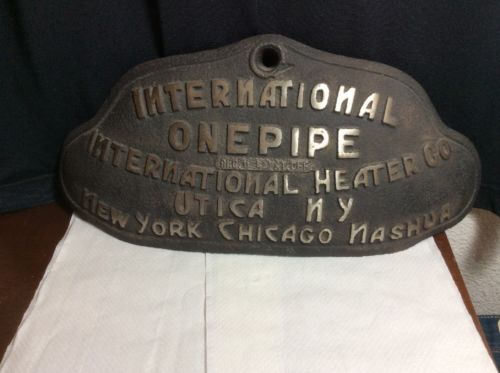 INTERNATIONAL
ONEPIPE
INTERNATIONAL HEATER CO
UTICA NY
NEW YORK CHICAGO NASHUA